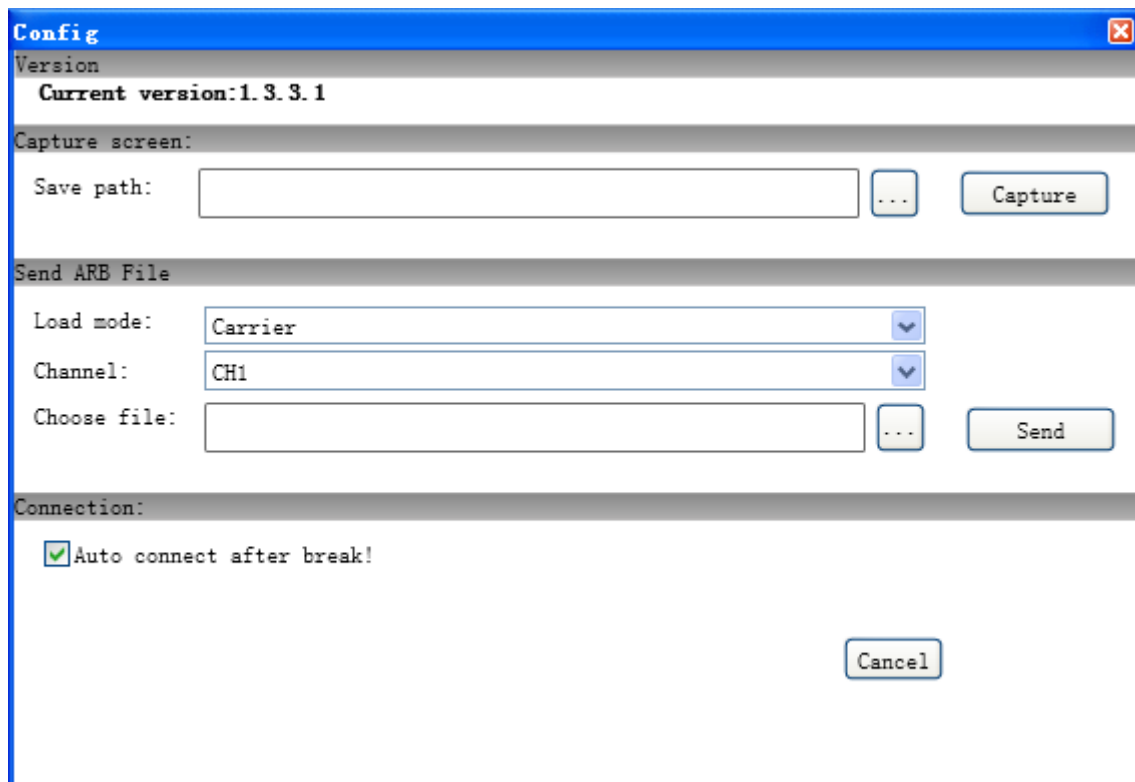 Config
Version
Current version:1.3.3.1
Capture screen:
Save path: ... Capture
Send ARB File
Load mode: Carrier
Channel: CH1
Choose file: ... Send
Connection:
Auto connect after break!
Cancel